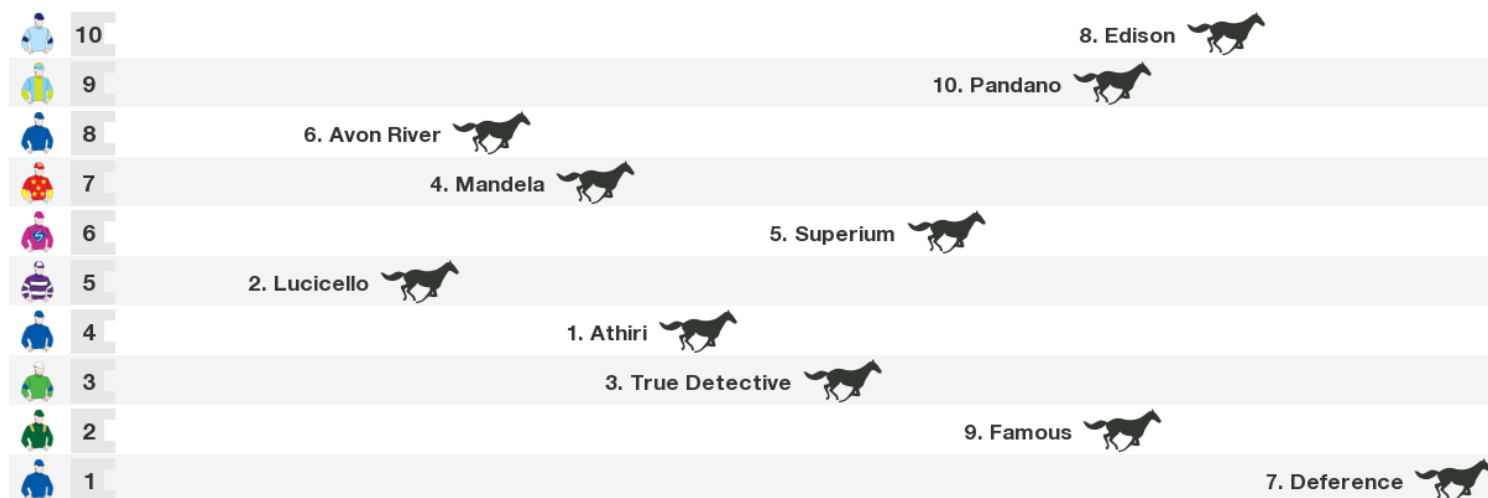 10 8. Edison
9 10. Pandano
8 6. Avon River
7 4. Mandela
6 5. Superium
5 2. Lucicello
4 1. Athiri
3 3. True Detective
2 9. Famous
1 7. Deference